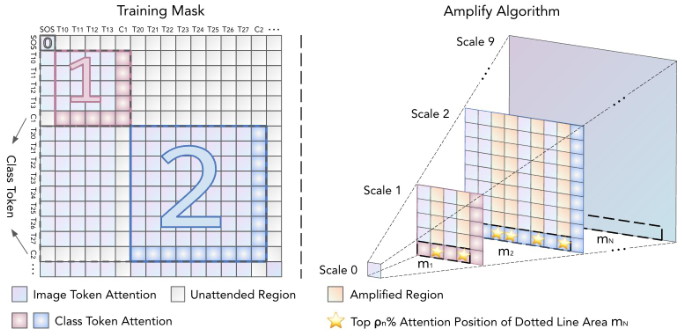 Training Mask
SOS T10 T11 T12 T13 C1 T20 T21 T22 T23 T24 T25 T26 T27 C2 ...
SOS
T10
T11
T12
T13
C1
T20
T21
T22
T23
T24
T25
T26
T27
C2
...
0
1
2
Class Token
Image Token Attention
Unattended Region
Class Token Attention
Amplify Algorithm
Scale 9
Scale 2
Scale 1
Scale 0
...
m1
m2
mN
...
Amplified Region
Top ρn% Attention Position of Dotted Line Area mN